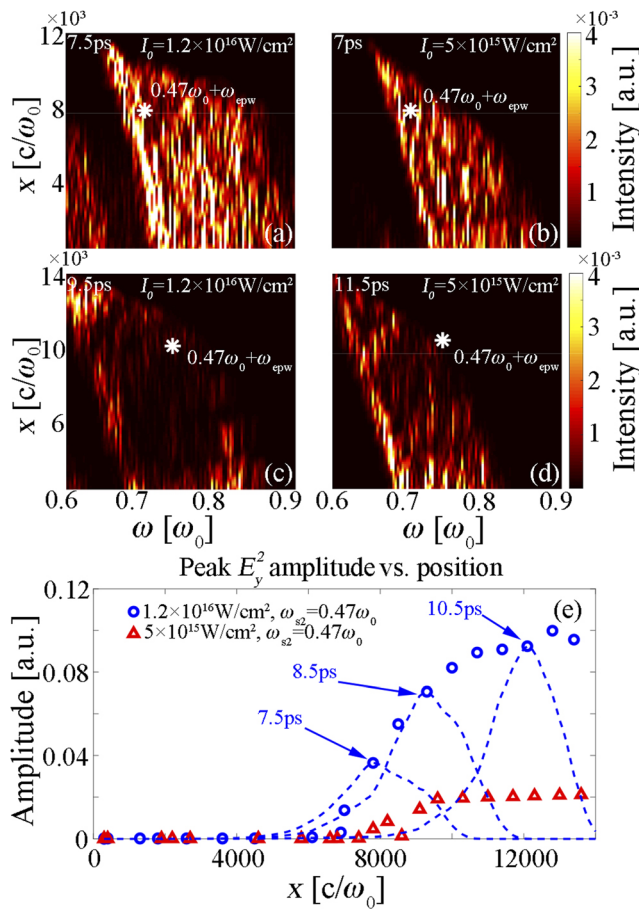 ×10⁻³
12
7.5ps
I₀=1.2×10¹⁶W/cm²
0.47ω₀+ω_epw
8
4
x [c/ω₀]
(a)
7ps
I₀=5×10¹⁵W/cm²
0.47ω₀+ω_epw
(b)
×10⁻³
4
3
2
1
Intensity [a.u.]
×10³
14
9.5ps
I₀=1.2×10¹⁶W/cm²
0.47ω₀+ω_epw
10
6
x [c/ω₀]
(c)
0.6 0.7 0.8 0.9
ω [ω₀]
11.5ps
I₀=5×10¹⁵W/cm²
0.47ω₀+ω_epw
(d)
0.6 0.7 0.8 0.9
ω [ω₀]
×10⁻³
4
3
2
1
Intensity [a.u.]
Peak E_y² amplitude vs. position
0.12
0.08
0.04
0
Amplitude [a.u.]
1.2×10¹⁶W/cm², ω_s2=0.47ω₀
5×10¹⁵W/cm², ω_s2=0.47ω₀
10.5ps
(e)
8.5ps
7.5ps
0 4000 8000 12000
x [c/ω₀]